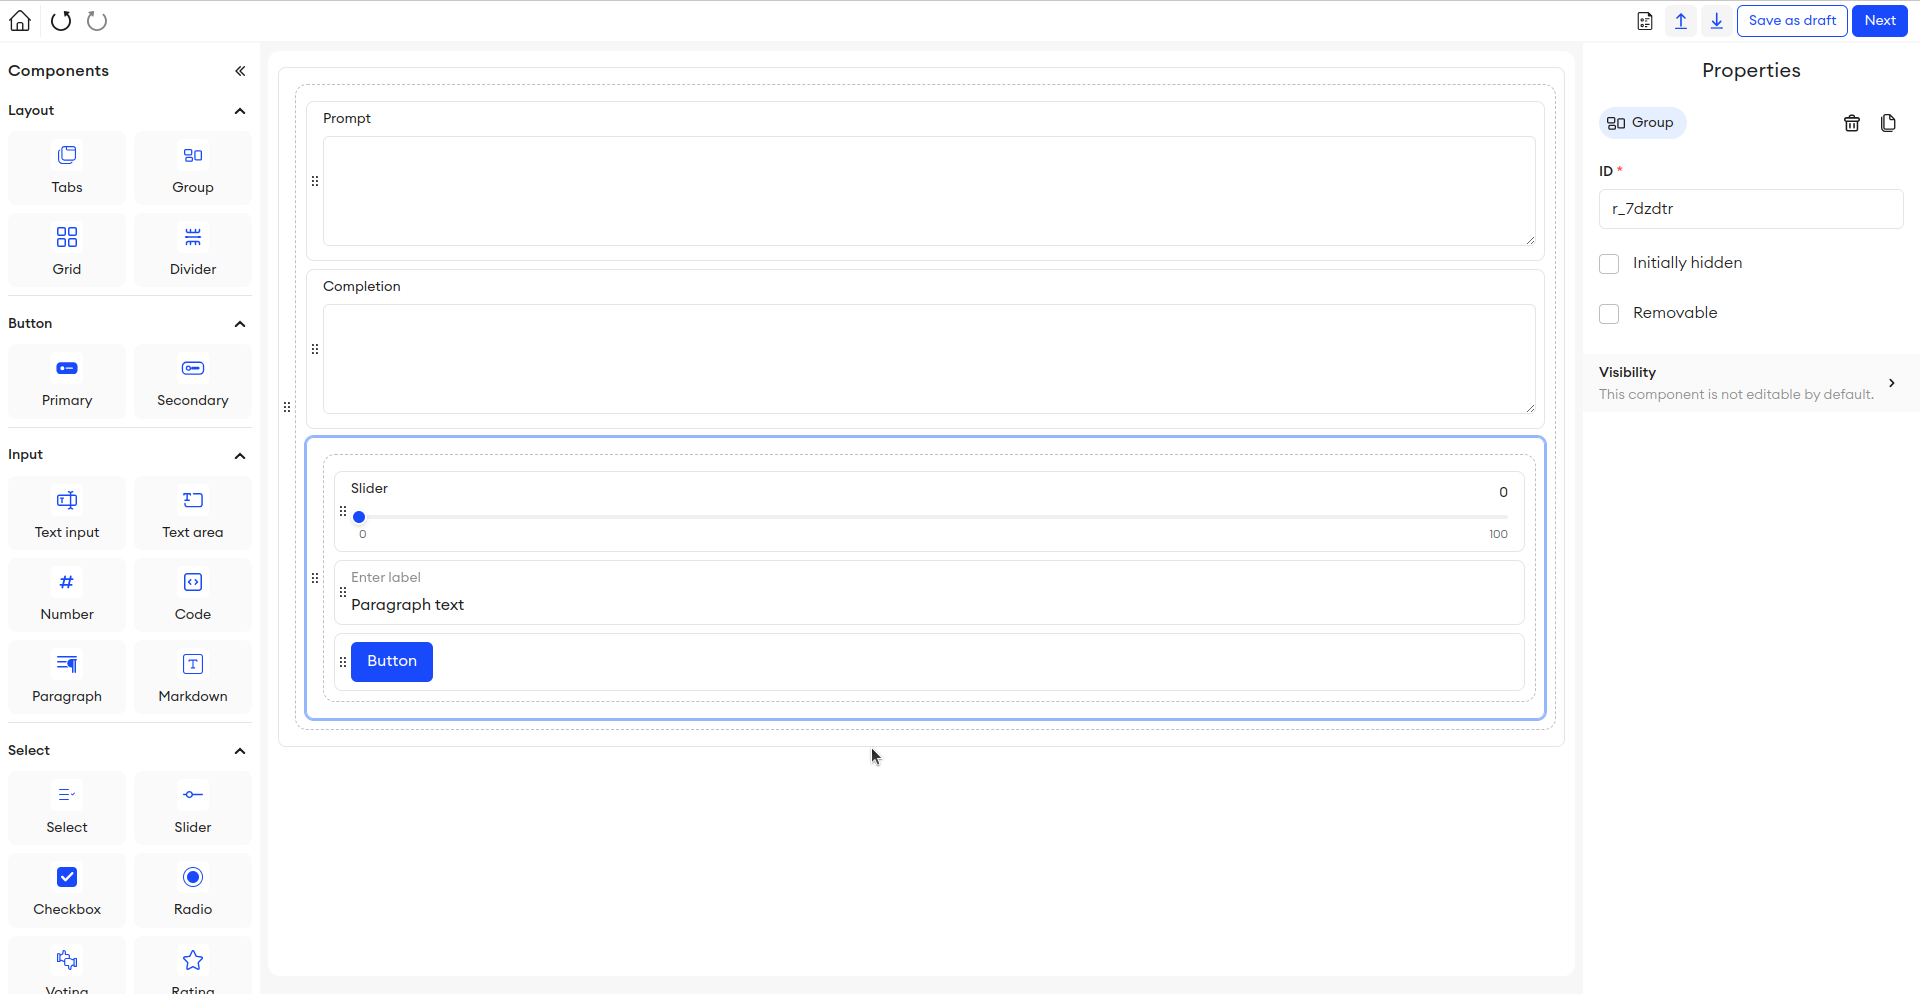 Save as draft
Next
Components
Layout
Tabs
Group
Grid
Divider
Button
Primary
Secondary
Input
Text input
Text area
Number
Code
Paragraph
Markdown
Select
Select
Slider
Checkbox
Radio
Voting
Rating
Prompt
Completion
Slider
0
0
100
Enter label
Paragraph text
Button
Properties
Group
ID *
r_7dzdtr
Initially hidden
Removable
Visibility
This component is not editable by default.